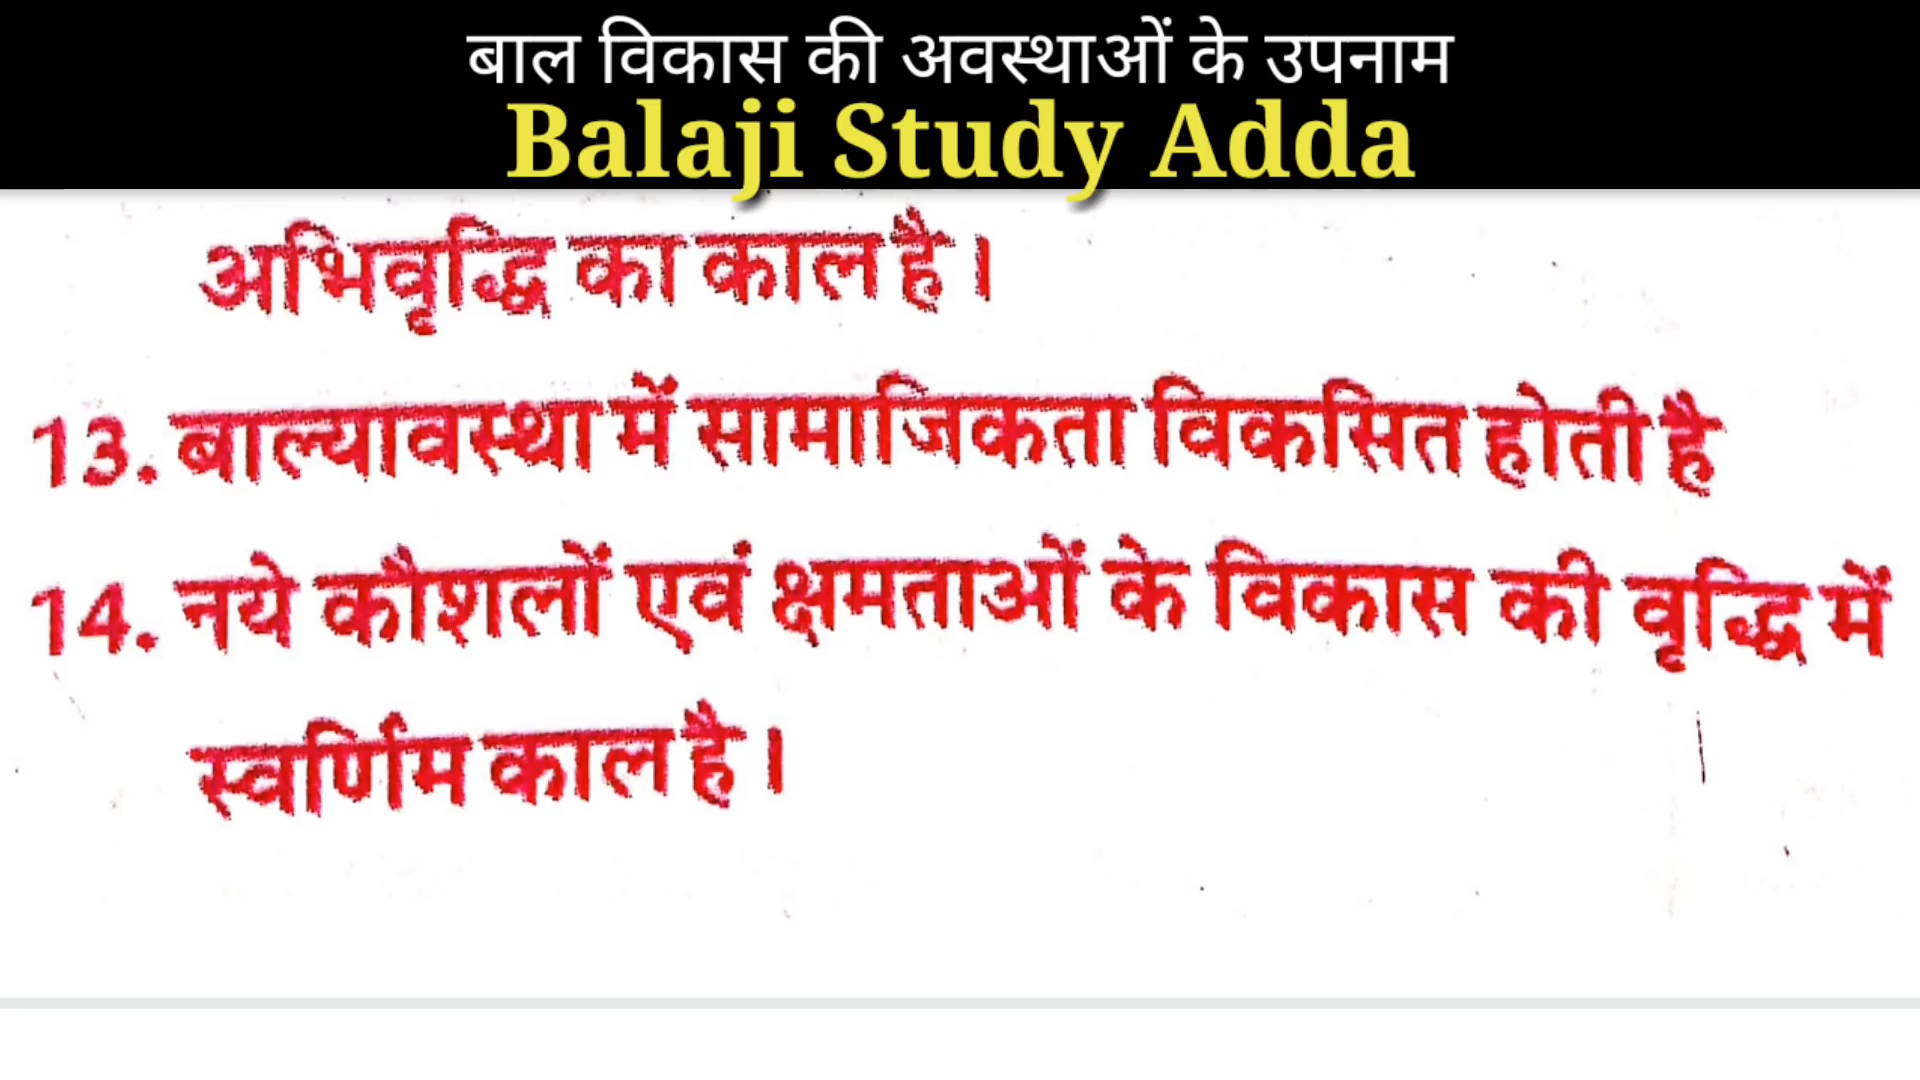 बाल विकास की अवस्थाओं के उपनाम
Balaji Study Adda
अभिवृद्धि का काल है।
13. बाल्यावस्था में सामाजिकता विकसित होती है
14. नये कौशलों एवं क्षमताओं के विकास की वृद्धि में
स्वर्णिम काल है।